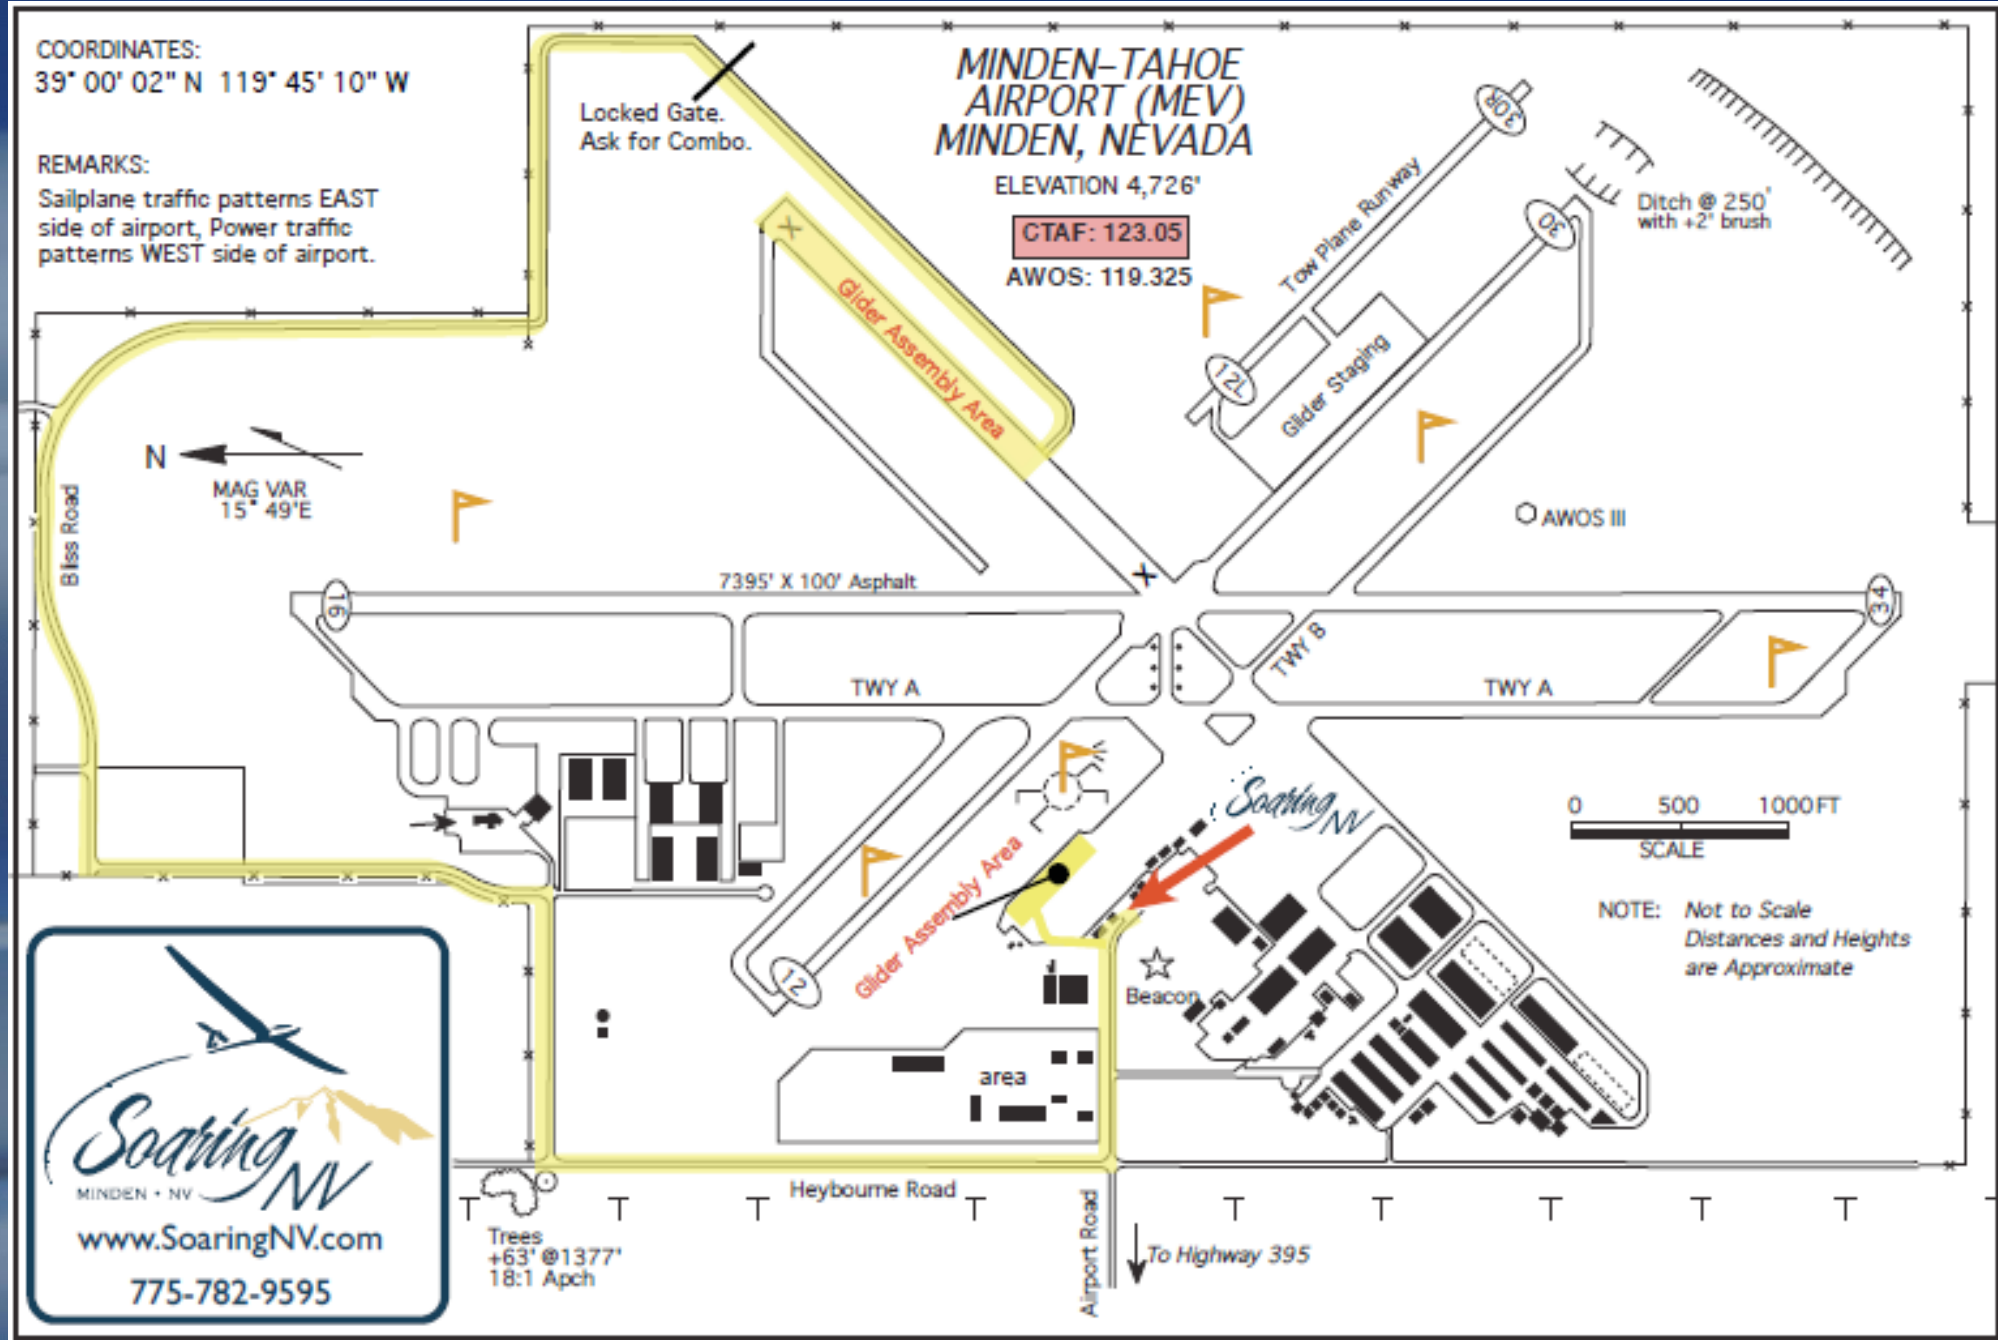 COORDINATES:
39° 00' 02" N 119° 45' 10" W
REMARKS:
Sailplane traffic patterns EAST
side of airport, Power traffic
patterns WEST side of airport.
Locked Gate.
Ask for Combo.
MINDEN–TAHOE
AIRPORT (MEV)
MINDEN, NEVADA
ELEVATION 4,726'
CTAF: 123.05
AWOS: 119.325
30R
Tow Plane Runway
30
Ditch @ 250'
with +2' brush
12L
Glider Staging
Glider Assembly Area
X
N
MAG VAR
15° 49'E
Bliss Road
AWOS III
X
7395' X 100' Asphalt
16
34
TWY B
TWY A
TWY A
Soaring NV
0 500 1000 FT
SCALE
Glider Assembly Area
NOTE: Not to Scale
Distances and Heights
are Approximate
12
Beacon
area
Soaring NV
MINDEN • NV
www.SoaringNV.com
775-782-9595
Heybourne Road
Airport Road
Trees
+63' @1377'
18:1 Apch
To Highway 395